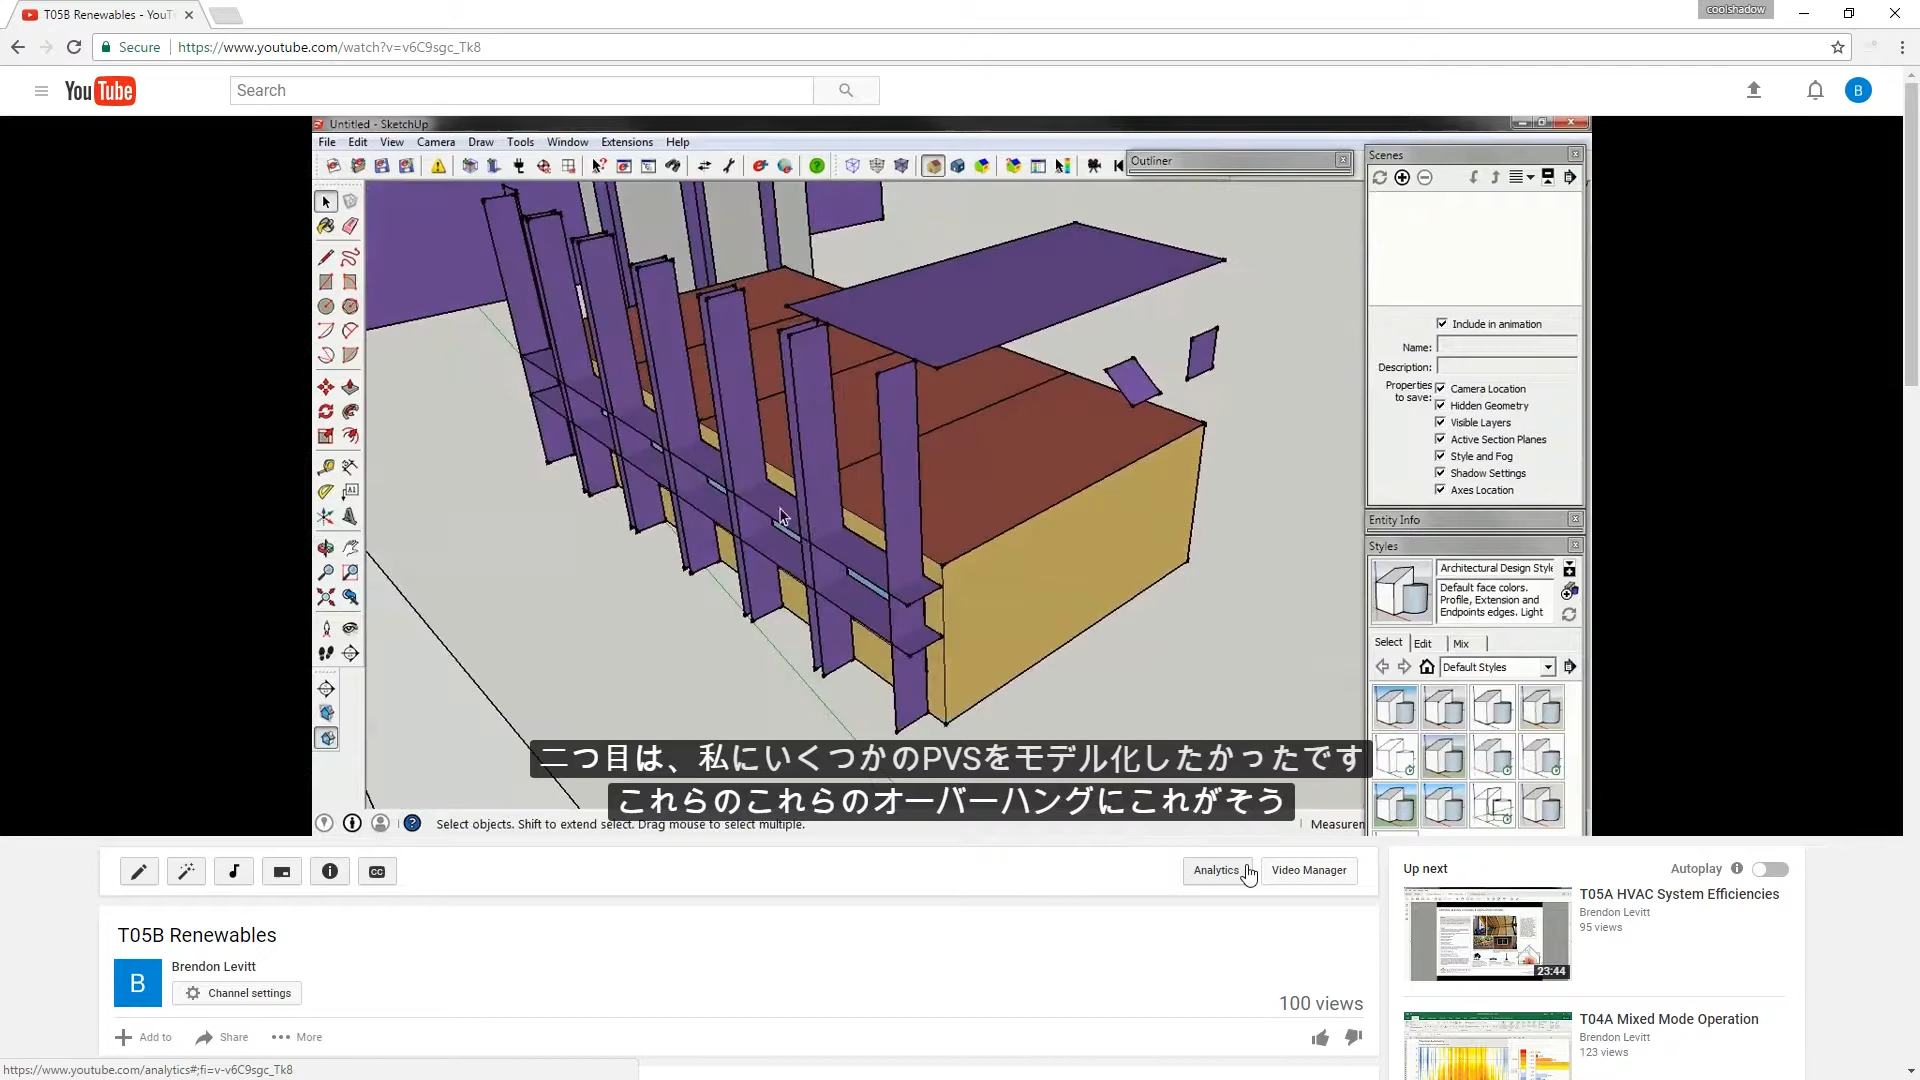 T05B Renewables - YouT
coolshadow
Secure
https://www.youtube.com/watch?v=v6C9sgc_Tk8
YouTube
Search
B
Untitled - SketchUp
File Edit View Camera Draw Tools Window Extensions Help
Outliner
Scenes
Include in animation
Name:
Description:
Properties to save:
Camera Location
Hidden Geometry
Visible Layers
Active Section Planes
Style and Fog
Shadow Settings
Axes Location
Entity Info
Styles
Architectural Design Style
Default face colors.
Profile, Extension and
Endpoints edges. Light
Select Edit Mix
Default Styles
二つ目は、私にいくつかのPVSをモデル化したかったです
これらのこれらのオーバーハングにこれがそう
Select objects. Shift to extend select. Drag mouse to select multiple.
Measurem
CC
Analytics
Video Manager
T05B Renewables
B
Brendon Levitt
Channel settings
100 views
Add to
Share
More
Up next
Autoplay
T05A HVAC System Efficiencies
Brendon Levitt
95 views
23:44
T04A Mixed Mode Operation
Brendon Levitt
123 views
https://www.youtube.com/analytics#;fi=v-v6C9sgc_Tk8